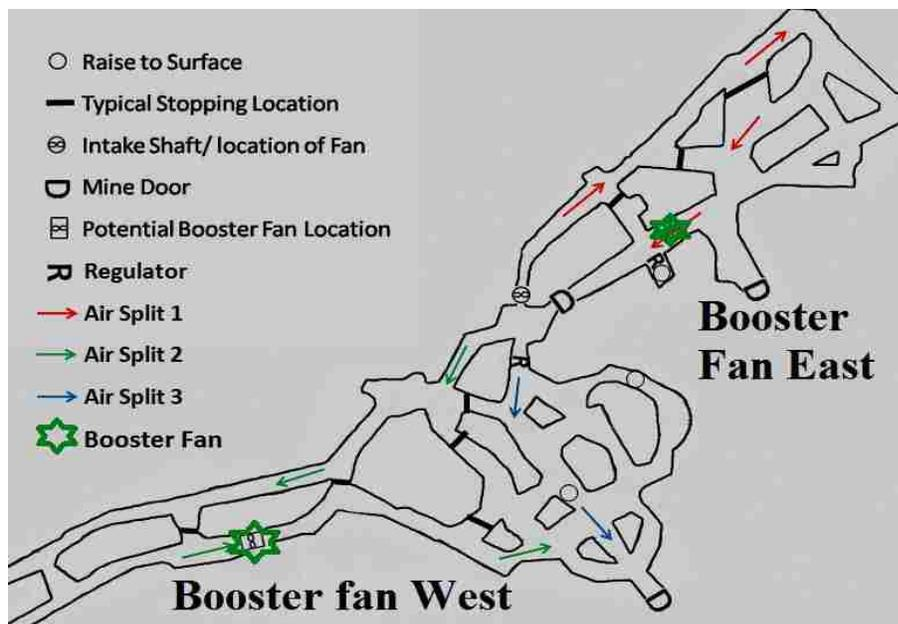 Raise to Surface
Typical Stopping Location
Intake Shaft/ location of Fan
D Mine Door
Potential Booster Fan Location
R Regulator
Air Split 1
Air Split 2
Air Split 3
Booster Fan
R
D
D
Booster
Fan East
R
Booster fan West
D